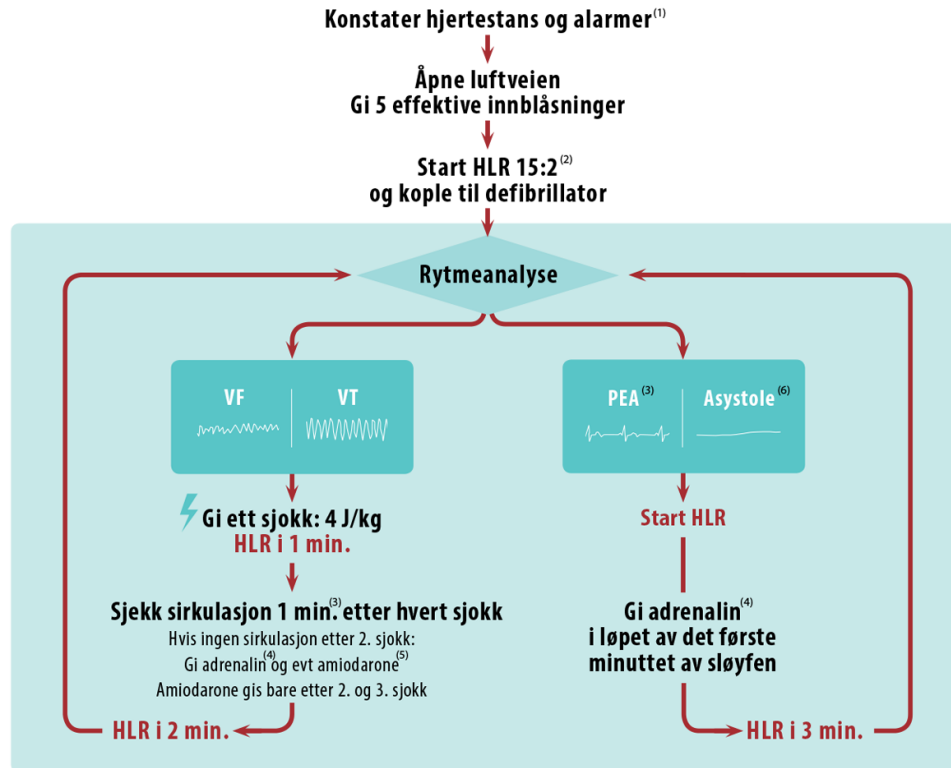 Konstater hjertestans og alarmer(1)
Åpne luftveien
Gi 5 effektive innblåsninger
Start HLR 15:2(2)
og kople til defibrillator
Rytmeanalyse
VF
VT
Gi ett sjokk: 4 J/kg
HLR i 1 min.
Sjekk sirkulasjon 1 min.(3) etter hvert sjokk
Hvis ingen sirkulasjon etter 2. sjokk:
Gi adrenalin(4) og evt amiodarone(5)
Amiodarone gis bare etter 2. og 3. sjokk
HLR i 2 min.
PEA(3)
Asystole(6)
Start HLR
Gi adrenalin(4)
i løpet av det første
minuttet av sløyfen
HLR i 3 min.